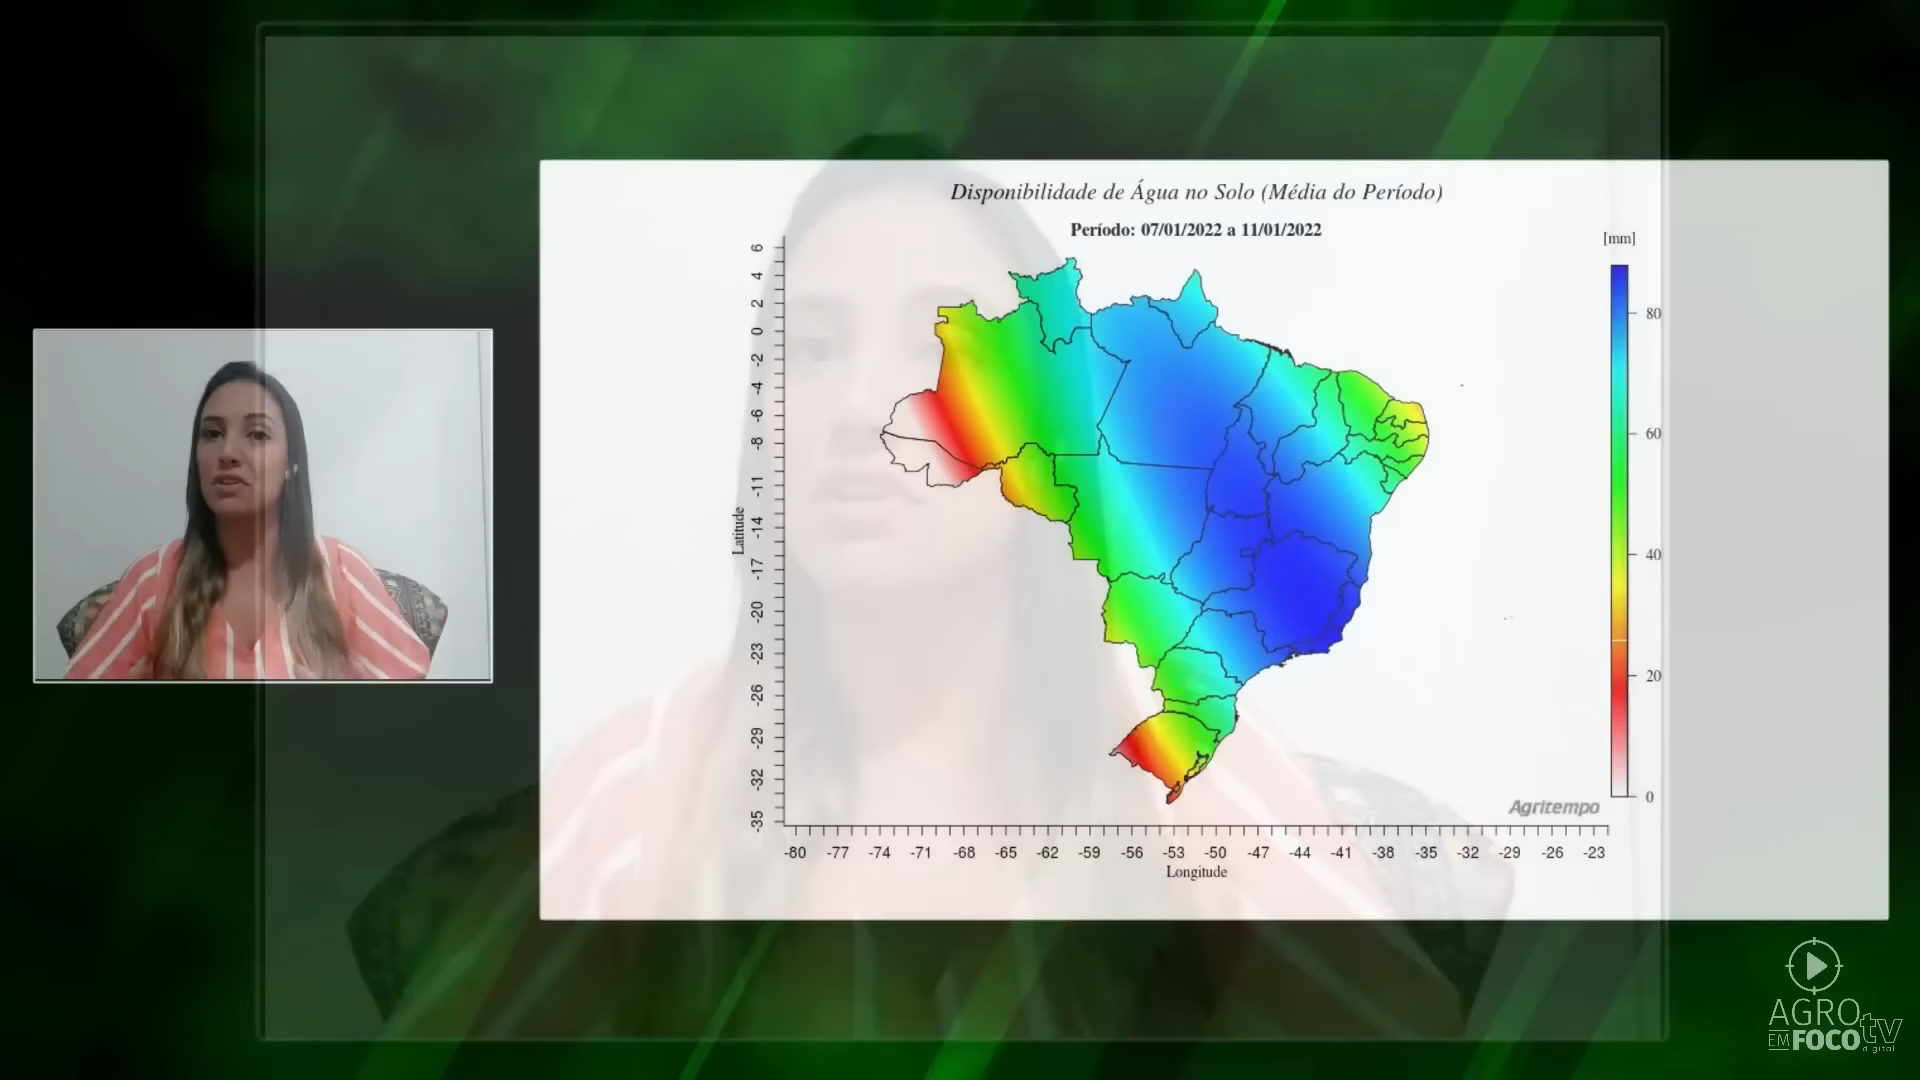 Disponibilidade de Água no Solo (Média do Período)
Período: 07/01/2022 a 11/01/2022
[mm]
6
4
2
0
-2
-4
-6
-8
-11
-14
-17
-20
-23
-26
-29
-32
-35
Latitude
80
60
40
20
0
Agritempo
-80 -77 -74 -71 -68 -65 -62 -59 -56 -53 -50 -47 -44 -41 -38 -35 -32 -29 -26 -23
Longitude
AGRO
EM FOCO tv
digital